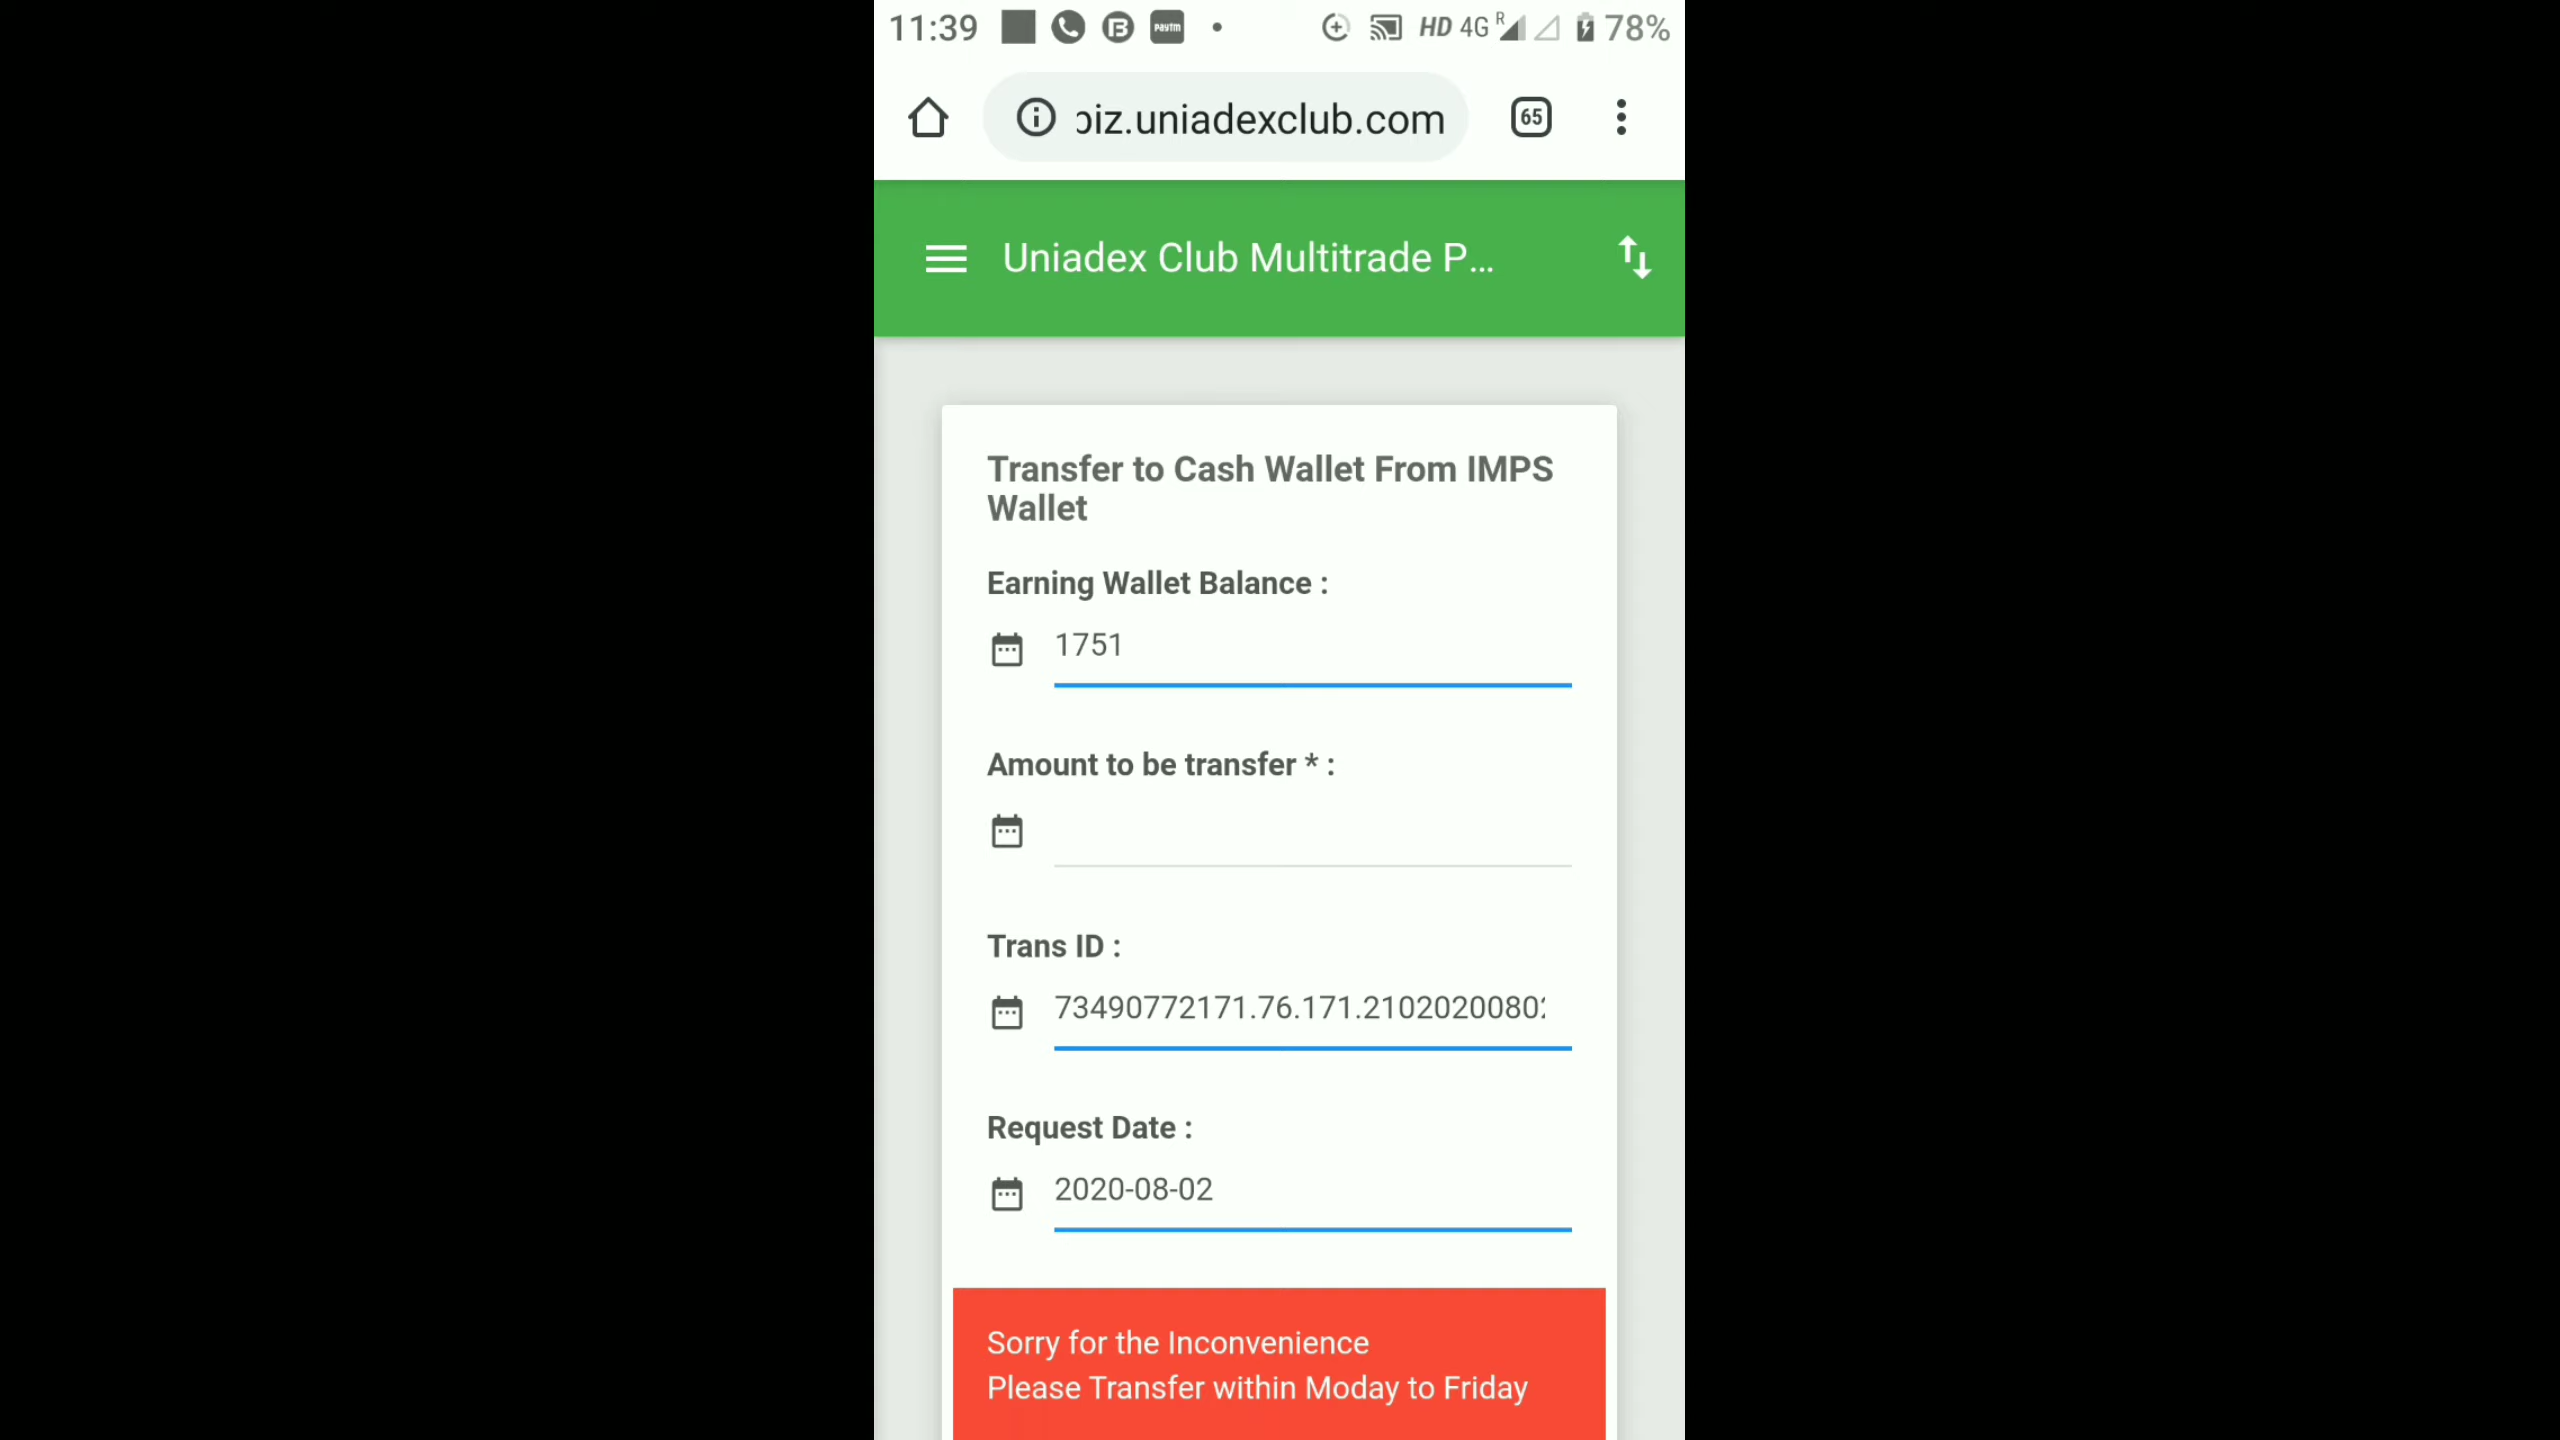 11:39 paytm HD 4G R 78%
biz.uniadexclub.com 65
Uniadex Club Multitrade P...
Transfer to Cash Wallet From IMPS
Wallet
Earning Wallet Balance :
1751
Amount to be transfer * :
Trans ID :
73490772171.76.171.2102020080
Request Date :
2020-08-02
Sorry for the Inconvenience
Please Transfer within Moday to Friday